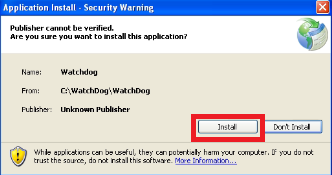 Application Install - Security Warning
Publisher cannot be verified.
Are you sure you want to install this application?
Name: Watchdog
From: C:\WatchDog\WatchDog
Publisher: Unknown Publisher
Install Don't Install
While applications can be useful, they can potentially harm your computer. If you do not
trust the source, do not install this software. More Information...